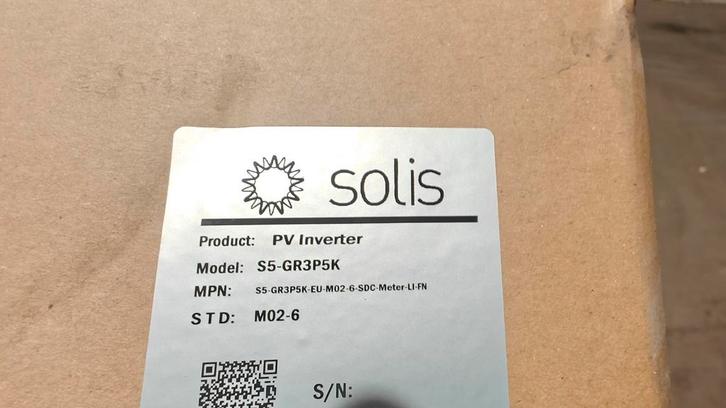 solis
Product: PV Inverter
Model: S5-GR3P5K
MPN: S5-GR3P5K-EU-M02-6-SDC-Meter-LI-FN
STD: M02-6
S/N: